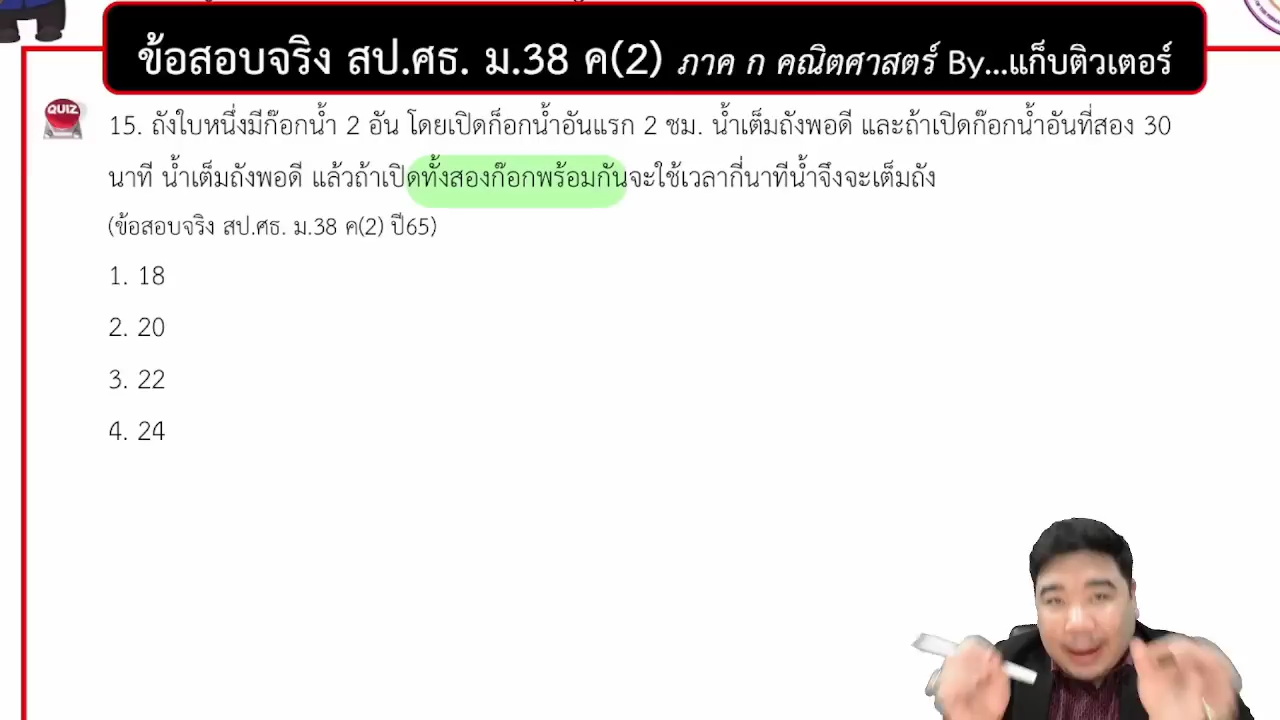 ข้อสอบจริง สป.ศธ. ม.38 ค(2) ภาค ก คณิตศาสตร์ By...แก็บติวเตอร์
QUIZ
15. ถังใบหนึ่งมีก๊อกน้ำ 2 อัน โดยเปิดก็อกน้ำอันแรก 2 ชม. น้ำเต็มถังพอดี และถ้าเปิดก๊อกน้ำอันที่สอง 30
นาที น้ำเต็มถังพอดี แล้วถ้าเปิดทั้งสองก๊อกพร้อมกันจะใช้เวลากี่นาทีน้ำจึงจะเต็มถัง
(ข้อสอบจริง สป.ศธ. ม.38 ค(2) ปี65)
1. 18
2. 20
3. 22
4. 24